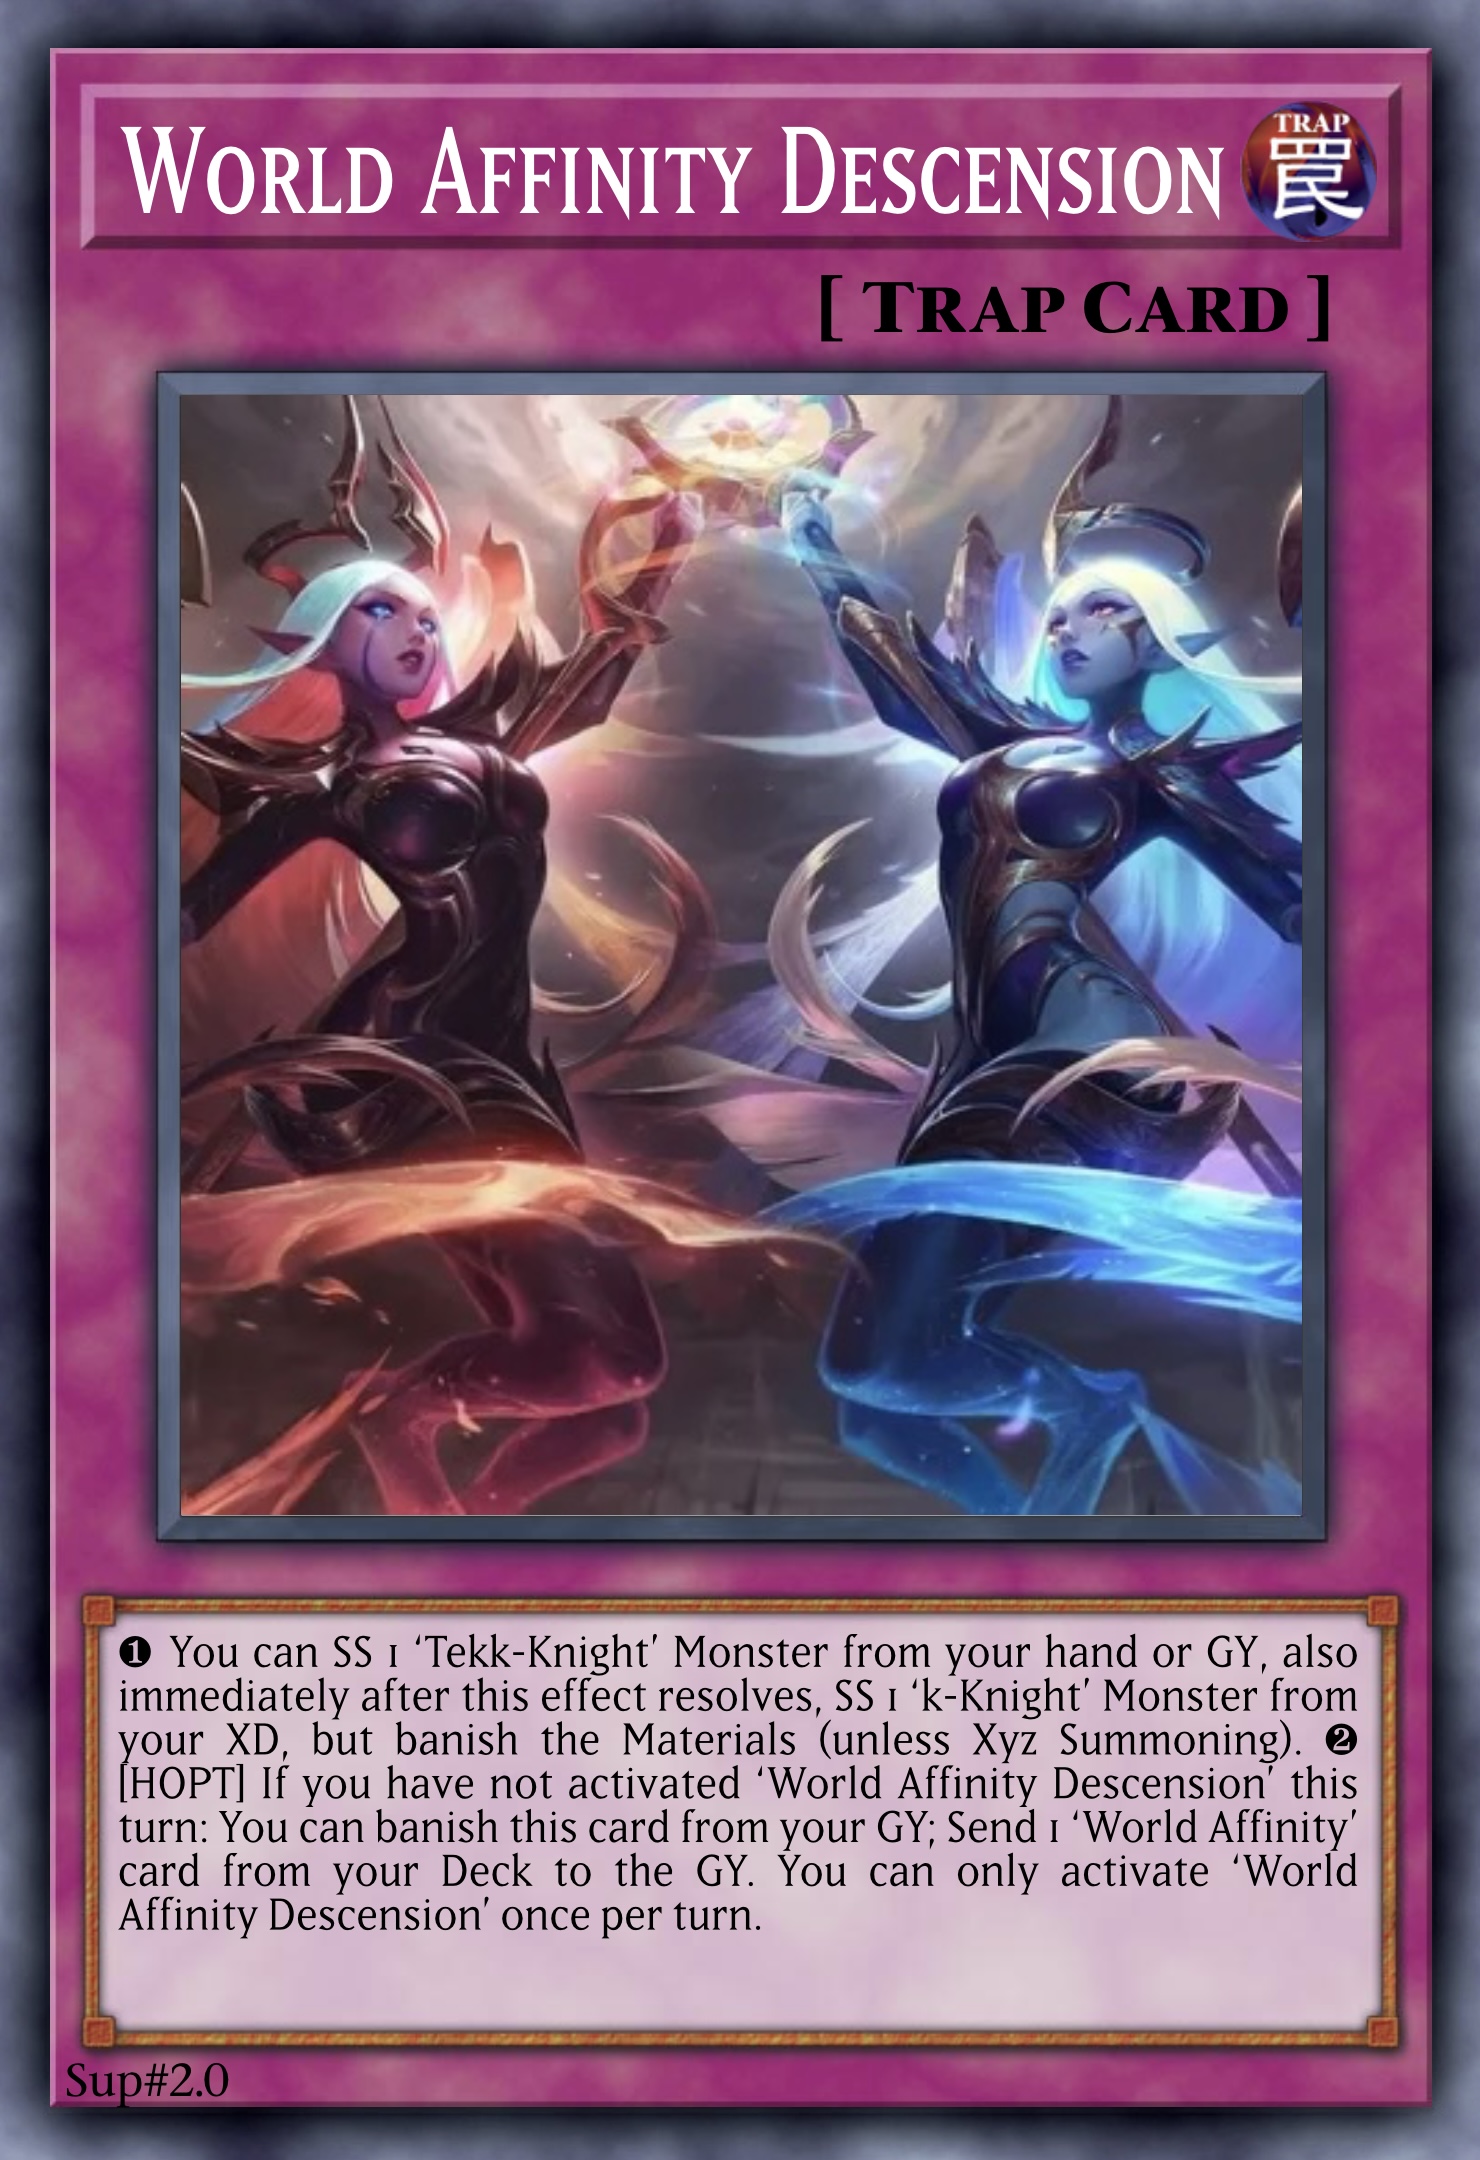 World Affinity Descension
TRAP
罠
[ Trap Card ]
❶ You can SS 1 ‘Tekk-Knight’ Monster from your hand or GY, also
immediately after this effect resolves, SS 1 ‘k-Knight’ Monster from
your XD, but banish the Materials (unless Xyz Summoning). ❷
[HOPT] If you have not activated ‘World Affinity Descension’ this
turn: You can banish this card from your GY; Send 1 ‘World Affinity’
card from your Deck to the GY. You can only activate ‘World
Affinity Descension’ once per turn.
Sup#2.0